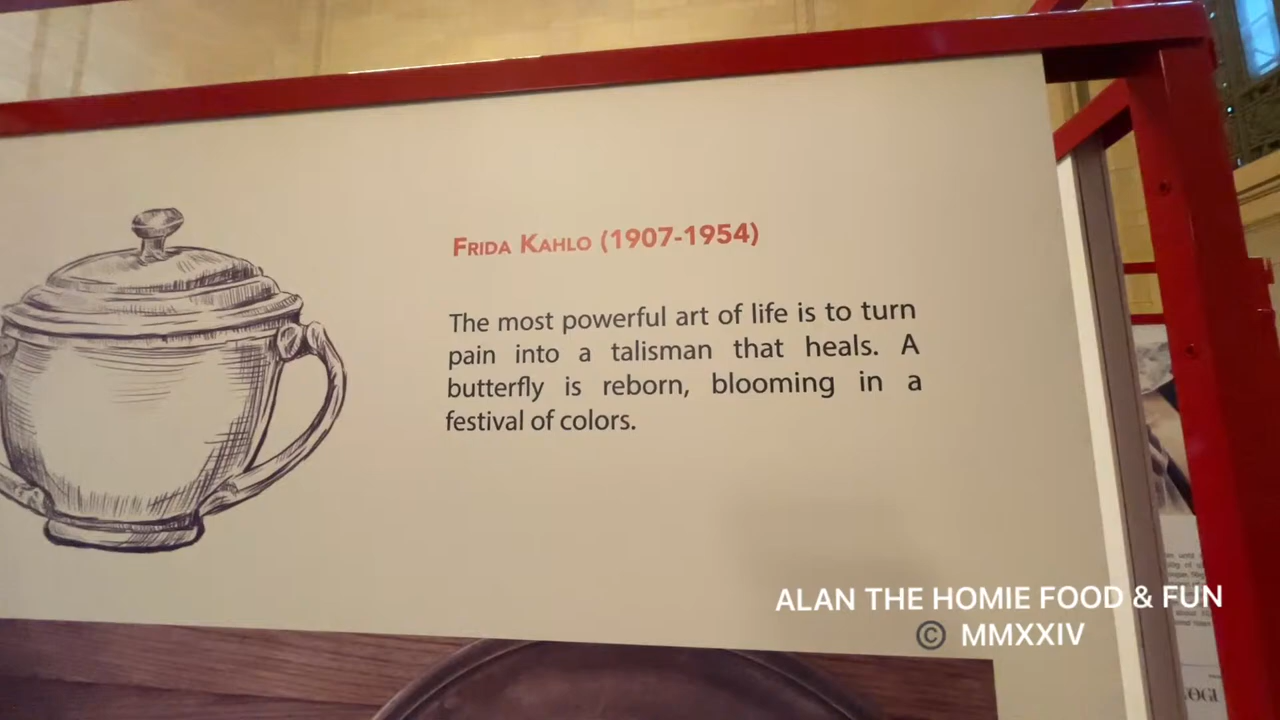 FRIDA KAHLO (1907-1954)
The most powerful art of life is to turn
pain into a talisman that heals. A
butterfly is reborn, blooming in a
festival of colors.
ALAN THE HOMIE FOOD & FUN
© MMXXIV